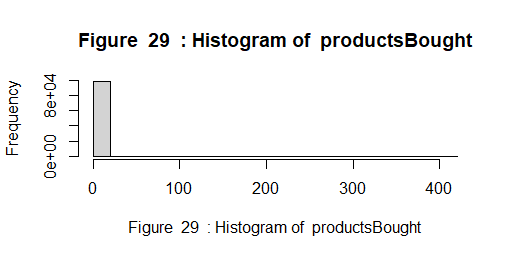 Figure 29 : Histogram of productsBought
Frequency
8e+04
0e+00
0 100 200 300 400
Figure 29 : Histogram of productsBought